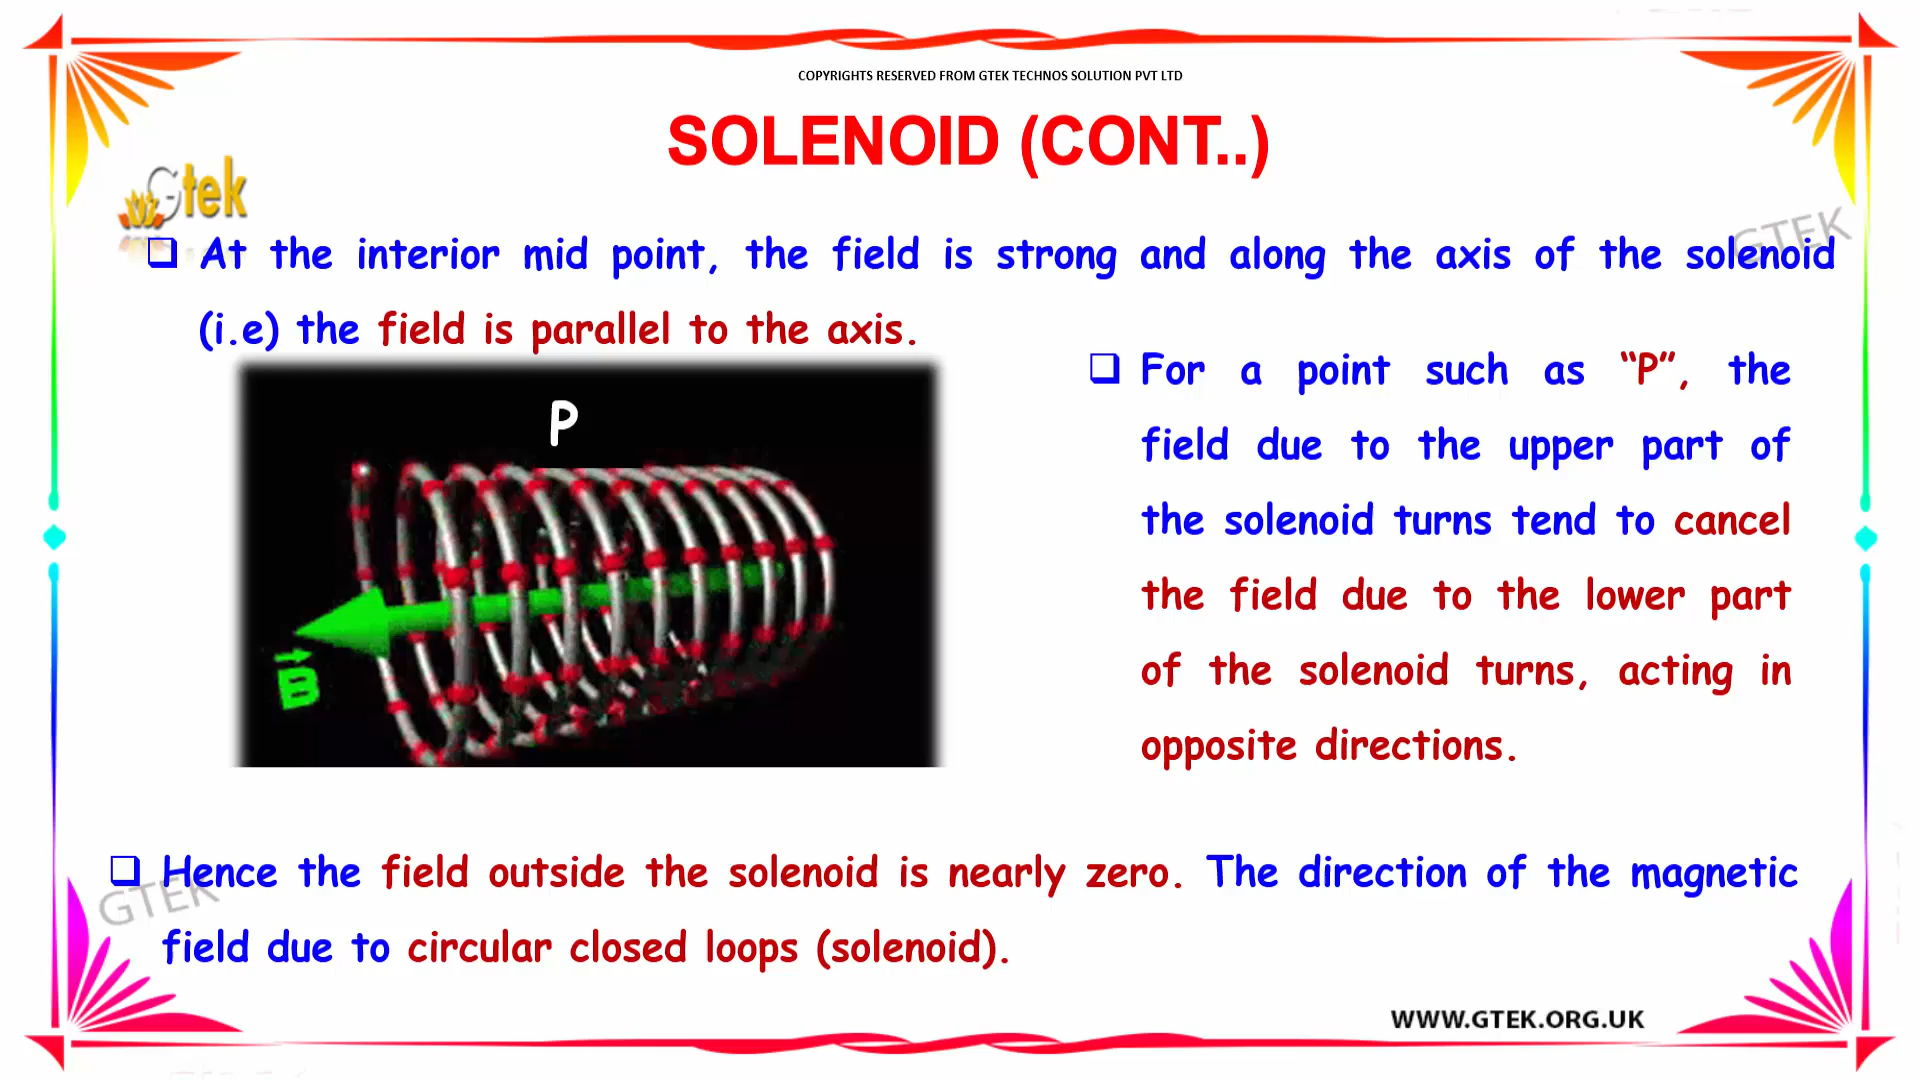 COPYRIGHTS RESERVED FROM GTEK TECHNOS SOLUTION PVT LTD
SOLENOID (CONT..)
Gtek
GTEK
❑ At the interior mid point, the field is strong and along the axis of the solenoid
(i.e) the field is parallel to the axis.
P
B
❑ For a point such as “P”, the
field due to the upper part of
the solenoid turns tend to cancel
the field due to the lower part
of the solenoid turns, acting in
opposite directions.
❑ Hence the field outside the solenoid is nearly zero. The direction of the magnetic
GTEK
field due to circular closed loops (solenoid).
WWW.GTEK.ORG.UK